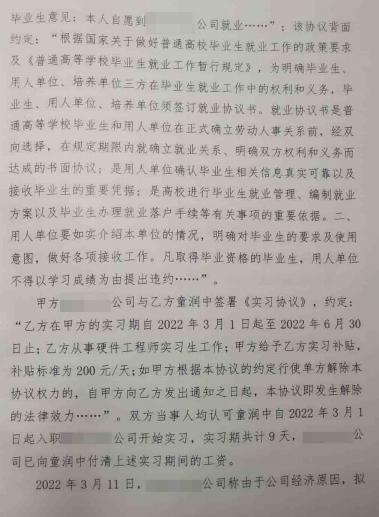 毕业生意见：本人自愿到 公司就业……”；该协议背面
约定：“根据国家关于做好普通高校毕业生就业工作的政策要求
及《普通高等学校毕业生就业工作暂行规定》，为明确毕业生、
用人单位、培养单位三方在毕业生就业工作中的权利和义务，毕
业生、用人单位、培养单位须签订就业协议书。就业协议书是普
通高等学校毕业生和用人单位在正式确立劳动人事关系前，经双
向选择，在规定期限内就确立就业关系、明确双方权利和义务而
达成的书面协议；是用人单位确认毕业生相关信息真实可靠以及
接收毕业生的重要凭据；是高校进行毕业生就业管理、编制就业
方案以及毕业生办理就业落户手续等有关事项的重要依据。二、
用人单位要如实介绍本单位的情况，明确对毕业生的要求及使用
意图，做好各项接收工作。凡取得毕业资格的毕业生，用人单位
不得以学习成绩为由提出违约……”。
甲方 公司与乙方童润中签署《实习协议》，约定：
“乙方在甲方的实习期自2022年3月1日起至2022年6月30
日止；乙方从事硬件工程师实习生工作；甲方给予乙方实习补贴，
补贴标准为200元/天；如甲方根据本协议的约定行使单方解除本
协议权力的，自甲方向乙方发出通知之日起，本协议即发生解除
的法律效力……”。双方当事人均认可童润中自2022年3月1
日起入职 公司开始实习，实习期共计9天， 公
司已向童润中付清上述实习期间的工资。
2022年3月11日， 公司称由于公司经济原因，拟